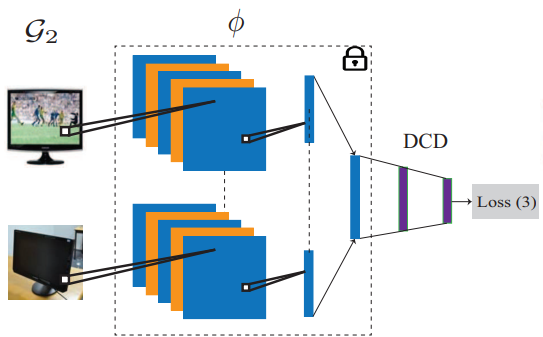 𝒢₂
ϕ
DCD
Loss (3)